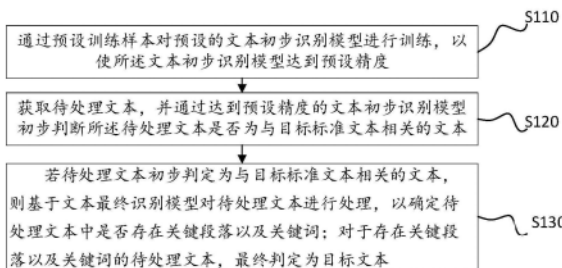 S110
通过预设训练样本对预设的文本初步识别模型进行训练，以
使所述文本初步识别模型达到预设精度
S120
获取待处理文本，并通过达到预设精度的文本初步识别模型
初步判断所述待处理文本是否为与目标标准文本相关的文本
若待处理文本初步判定为与目标标准文本相关的文本，
则基于文本最终识别模型对待处理文本进行处理，以确定待
处理文本中是否存在关键段落以及关键词；对于存在关键段
落以及关键词的待处理文本，最终判定为目标文本
S130